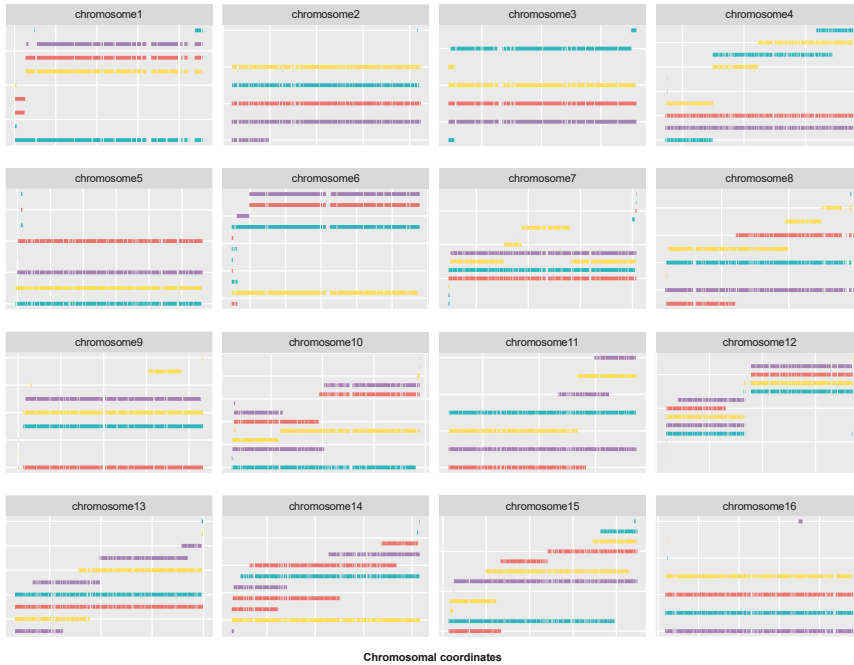 chromosome1 chromosome2 chromosome3 chromosome4
chromosome5 chromosome6 chromosome7 chromosome8
chromosome9 chromosome10 chromosome11 chromosome12
chromosome13 chromosome14 chromosome15 chromosome16
Chromosomal coordinates